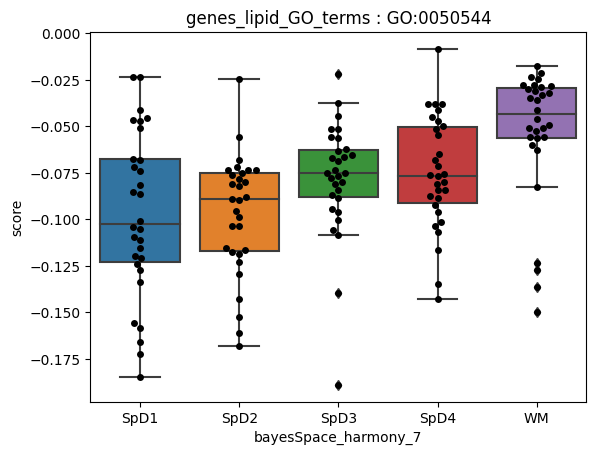 genes_lipid_GO_terms : GO:0050544
0.000
−0.025
−0.050
−0.075
−0.100
−0.125
−0.150
−0.175
score
SpD1 SpD2 SpD3 SpD4 WM
bayesSpace_harmony_7